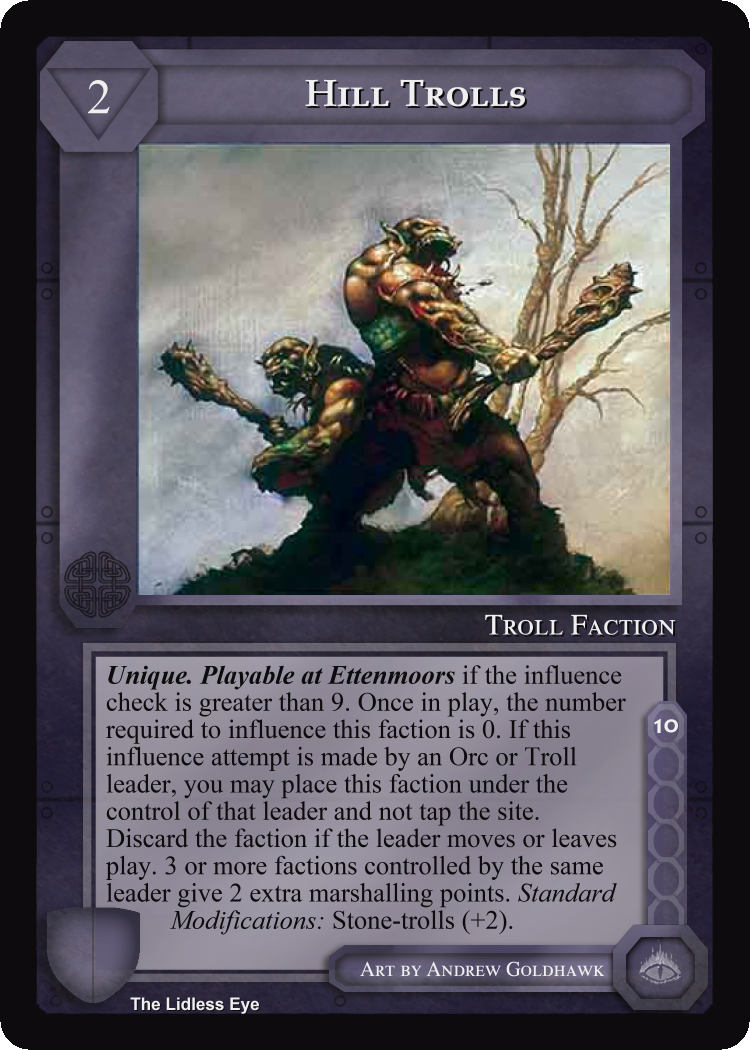 2
Hill Trolls
Troll Faction
Unique. Playable at Ettenmoors if the influence
check is greater than 9. Once in play, the number
required to influence this faction is 0. If this
influence attempt is made by an Orc or Troll
leader, you may place this faction under the
control of that leader and not tap the site.
Discard the faction if the leader moves or leaves
play. 3 or more factions controlled by the same
leader give 2 extra marshalling points. Standard
Modifications: Stone-trolls (+2).
10
Art by Andrew Goldhawk
The Lidless Eye